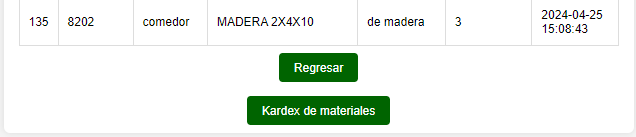 135 8202 comedor MADERA 2X4X10 de madera 3 2024-04-25
15:08:43
Regresar
Kardex de materiales